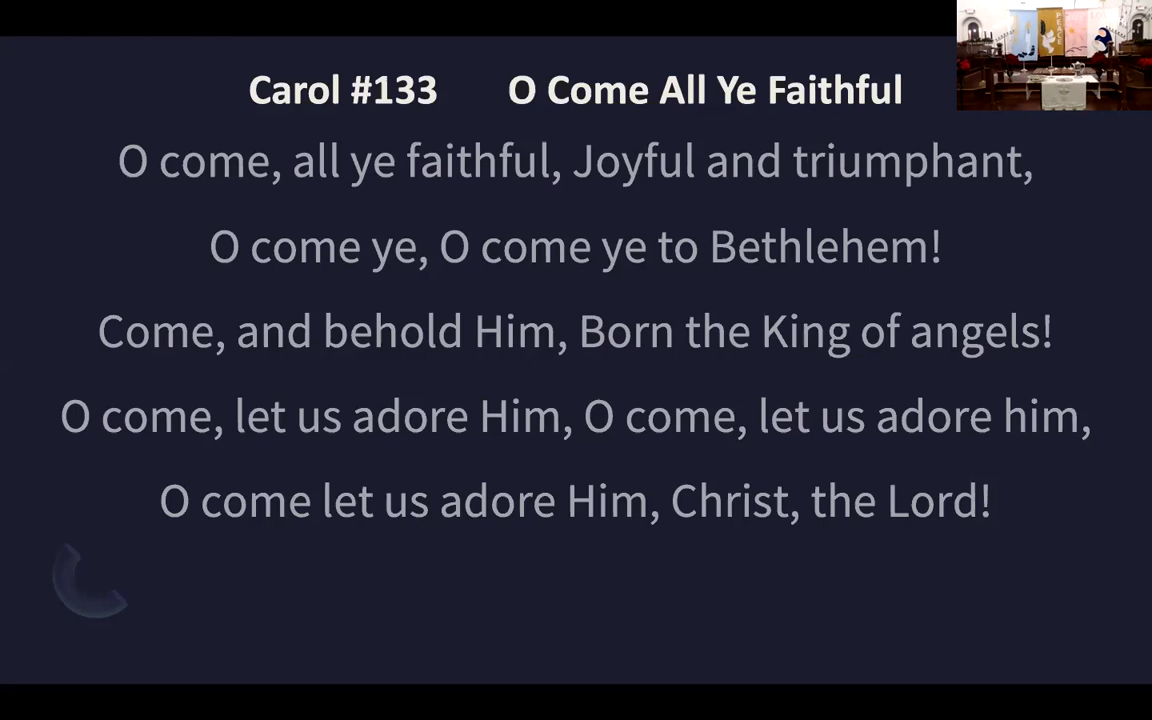 Carol #133 O Come All Ye Faithful
O come, all ye faithful, Joyful and triumphant,
O come ye, O come ye to Bethlehem!
Come, and behold Him, Born the King of angels!
O come, let us adore Him, O come, let us adore him,
O come let us adore Him, Christ, the Lord!
PEACE